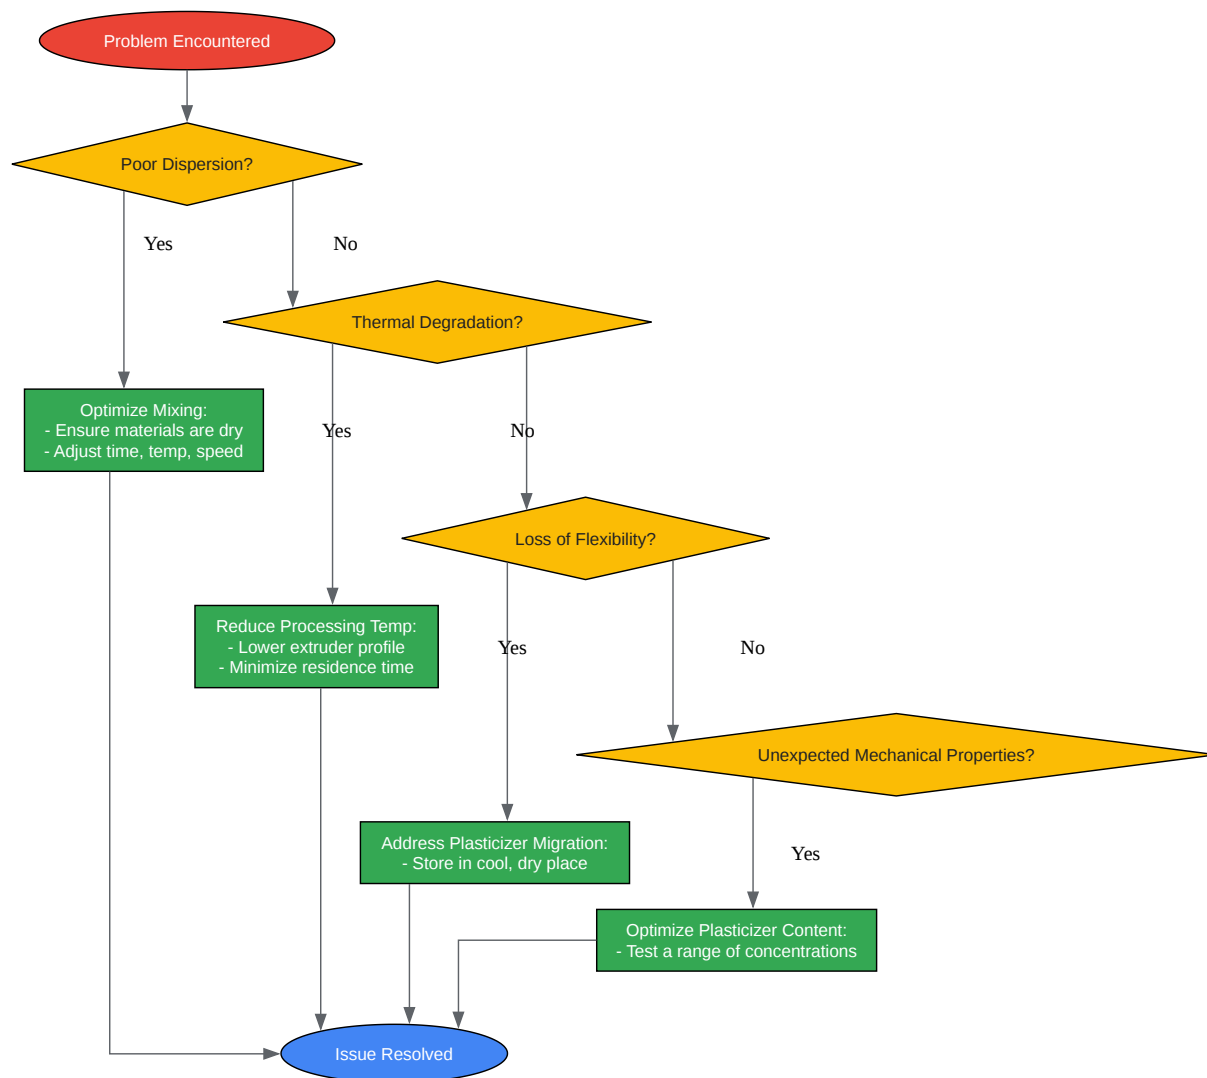 Problem Encountered
Poor Dispersion?
Yes
No
Thermal Degradation?
Optimize Mixing:
- Ensure materials are dry
- Adjust time, temp, speed
Yes
No
Loss of Flexibility?
Reduce Processing Temp:
- Lower extruder profile
- Minimize residence time
Yes
No
Unexpected Mechanical Properties?
Address Plasticizer Migration:
- Store in cool, dry place
Yes
Optimize Plasticizer Content:
- Test a range of concentrations
Issue Resolved